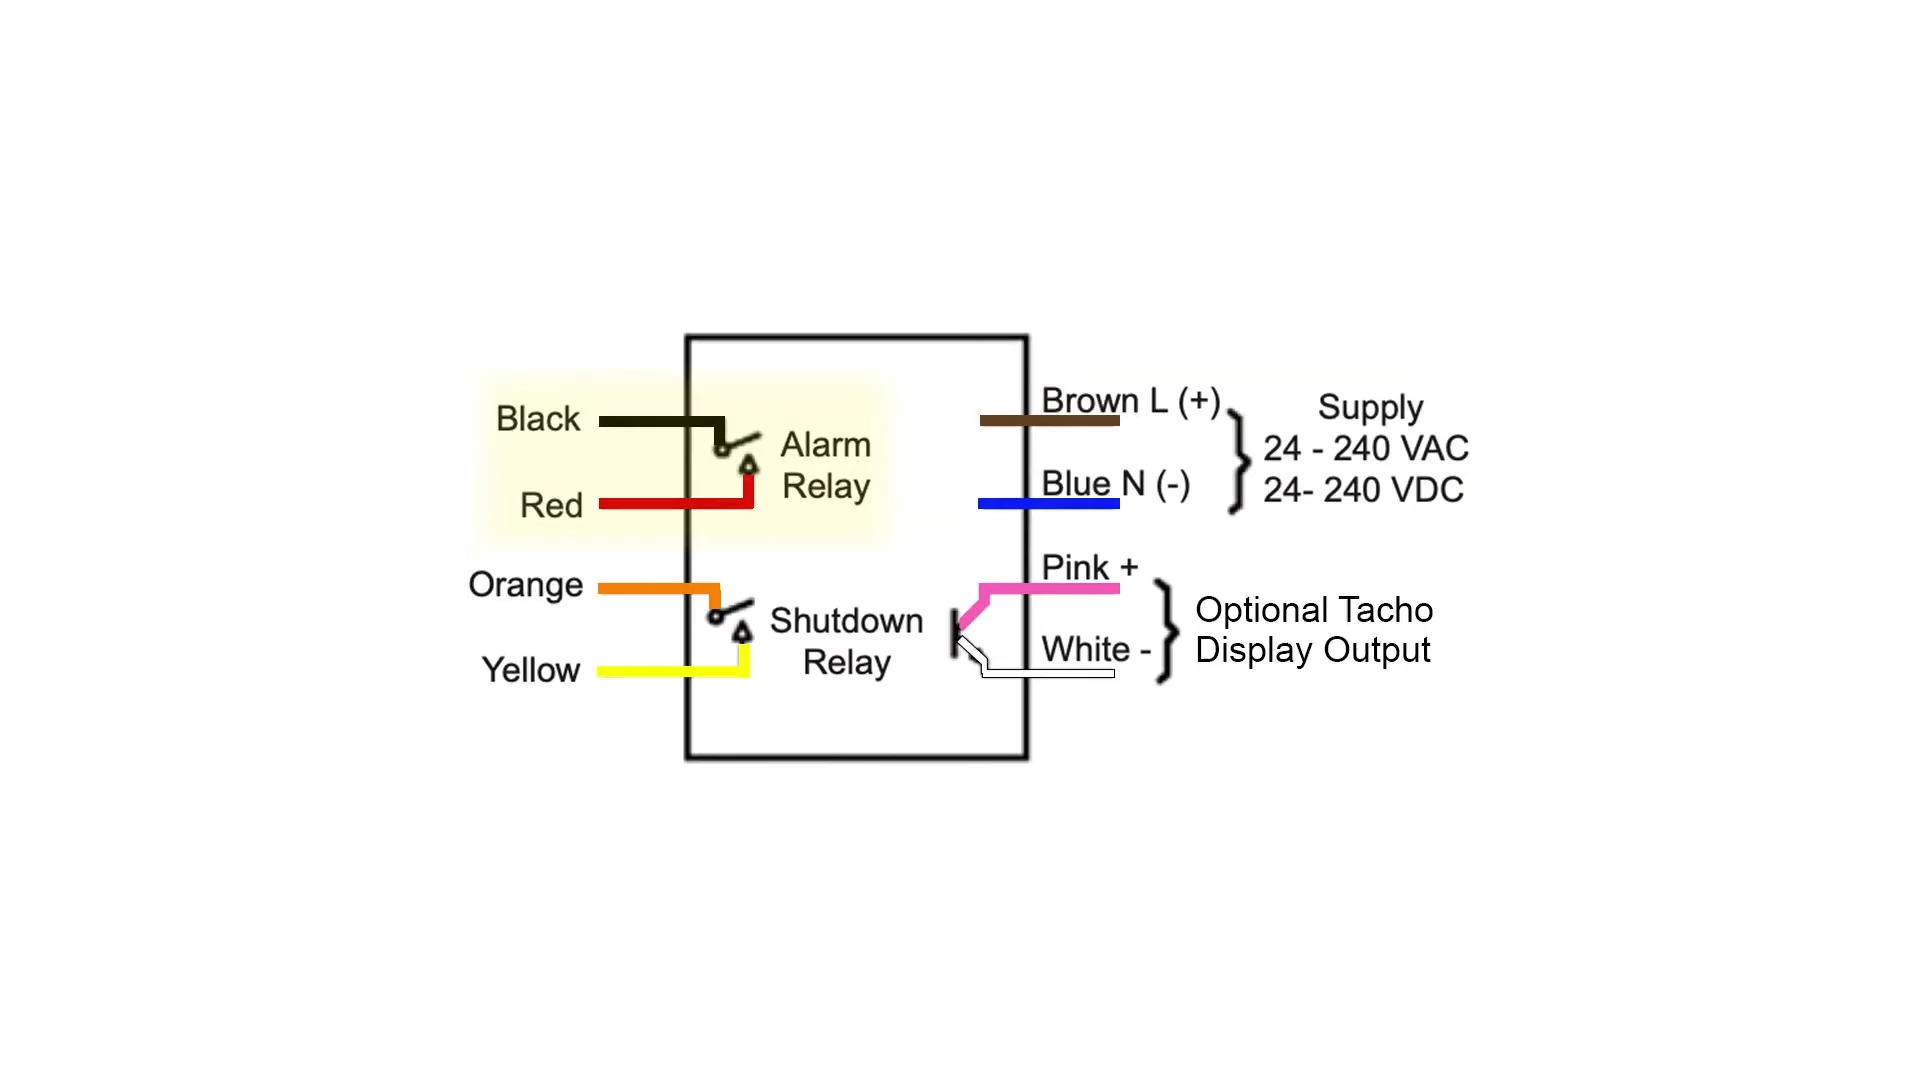 Black
Alarm
Relay
Red
Orange
Shutdown
Relay
Yellow
Brown L (+)
Blue N (-)
Supply
24 - 240 VAC
24- 240 VDC
Pink +
White -
Optional Tacho
Display Output